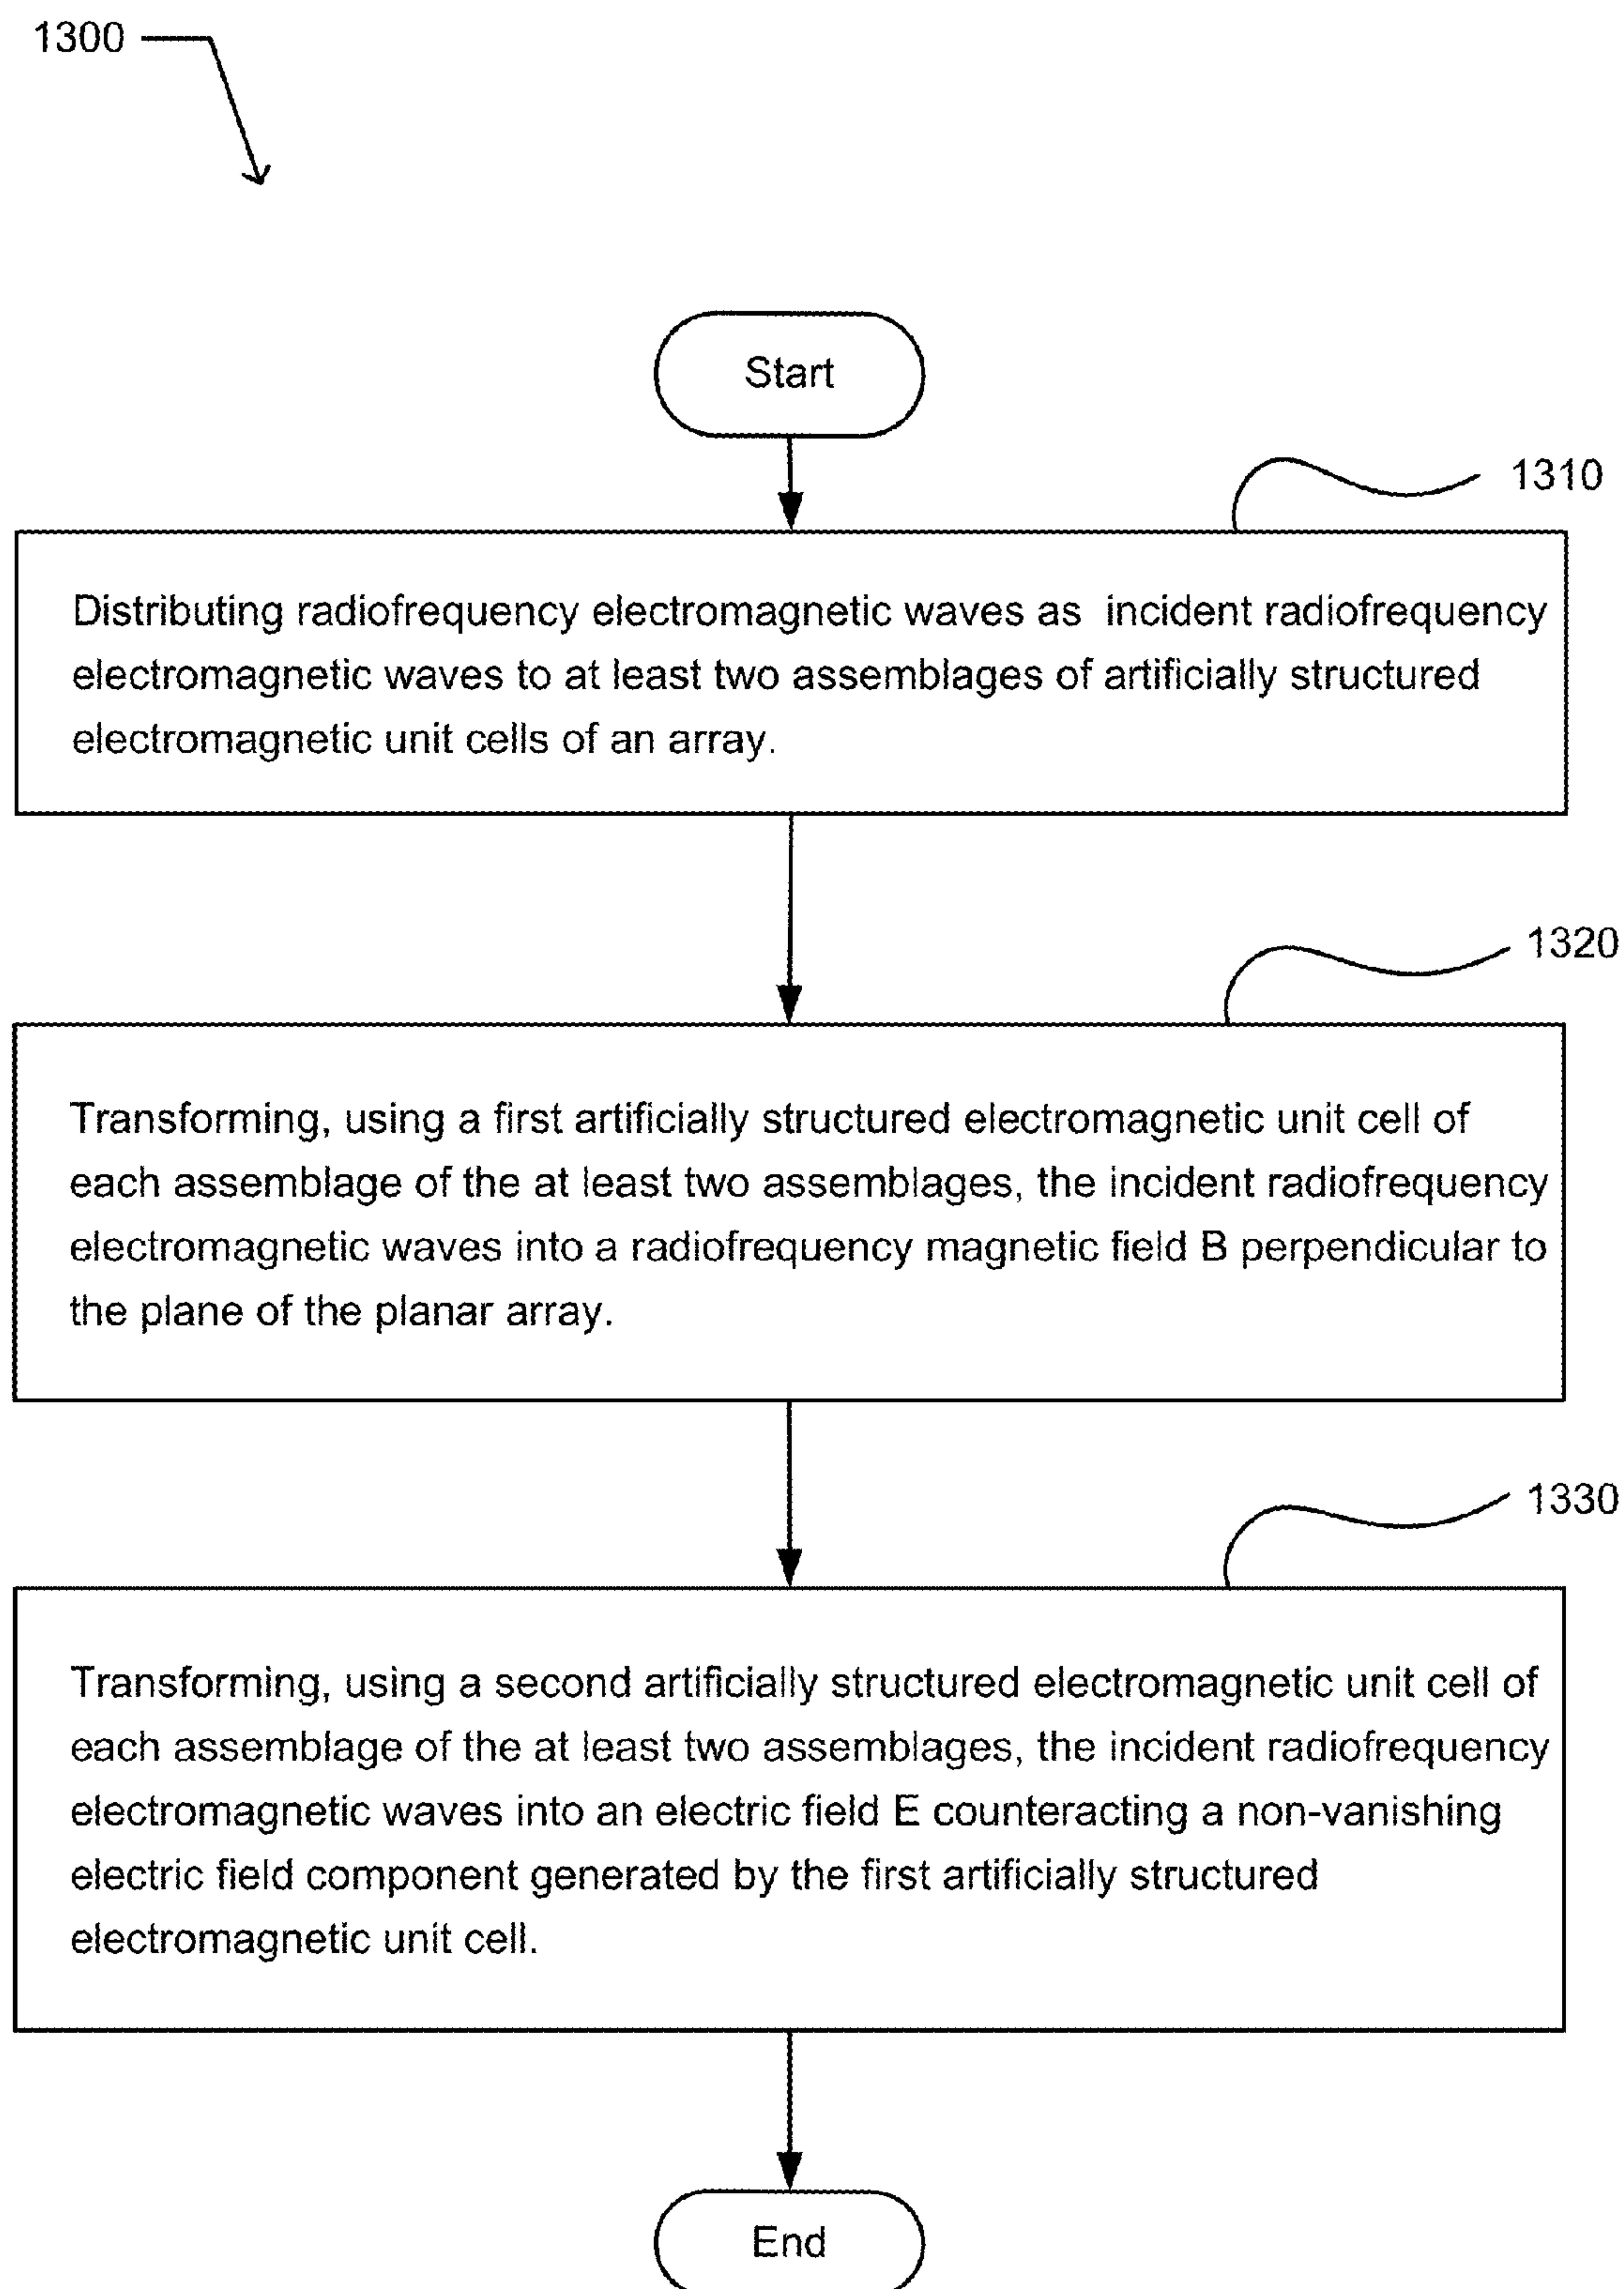 1300
Start
1310
Distributing radiofrequency electromagnetic waves as incident radiofrequency
electromagnetic waves to at least two assemblages of artificially structured
electromagnetic unit cells of an array.
1320
Transforming, using a first artificially structured electromagnetic unit cell of
each assemblage of the at least two assemblages, the incident radiofrequency
electromagnetic waves into a radiofrequency magnetic field B perpendicular to
the plane of the planar array.
1330
Transforming, using a second artificially structured electromagnetic unit cell of
each assemblage of the at least two assemblages, the incident radiofrequency
electromagnetic waves into an electric field E counteracting a non-vanishing
electric field component generated by the first artificially structured
electromagnetic unit cell.
End